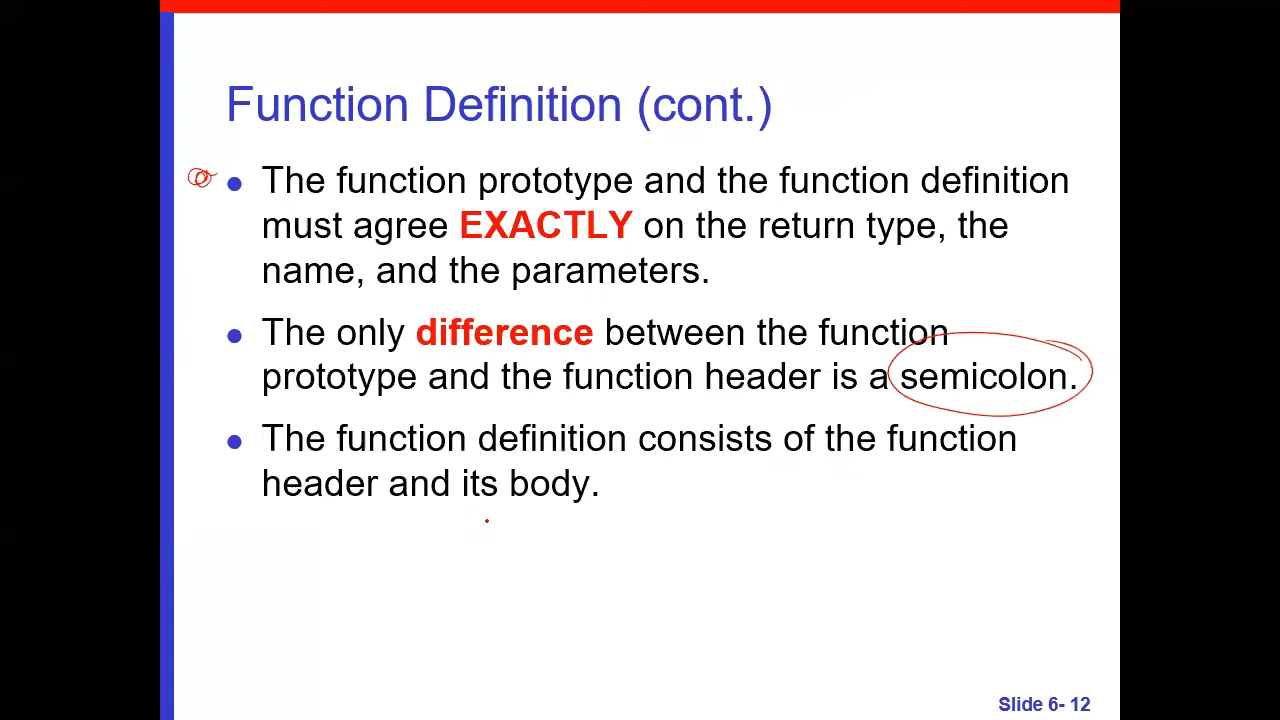 Function Definition (cont.)
The function prototype and the function definition
must agree EXACTLY on the return type, the
name, and the parameters.
The only difference between the function
prototype and the function header is a semicolon.
The function definition consists of the function
header and its body.
Slide 6- 12